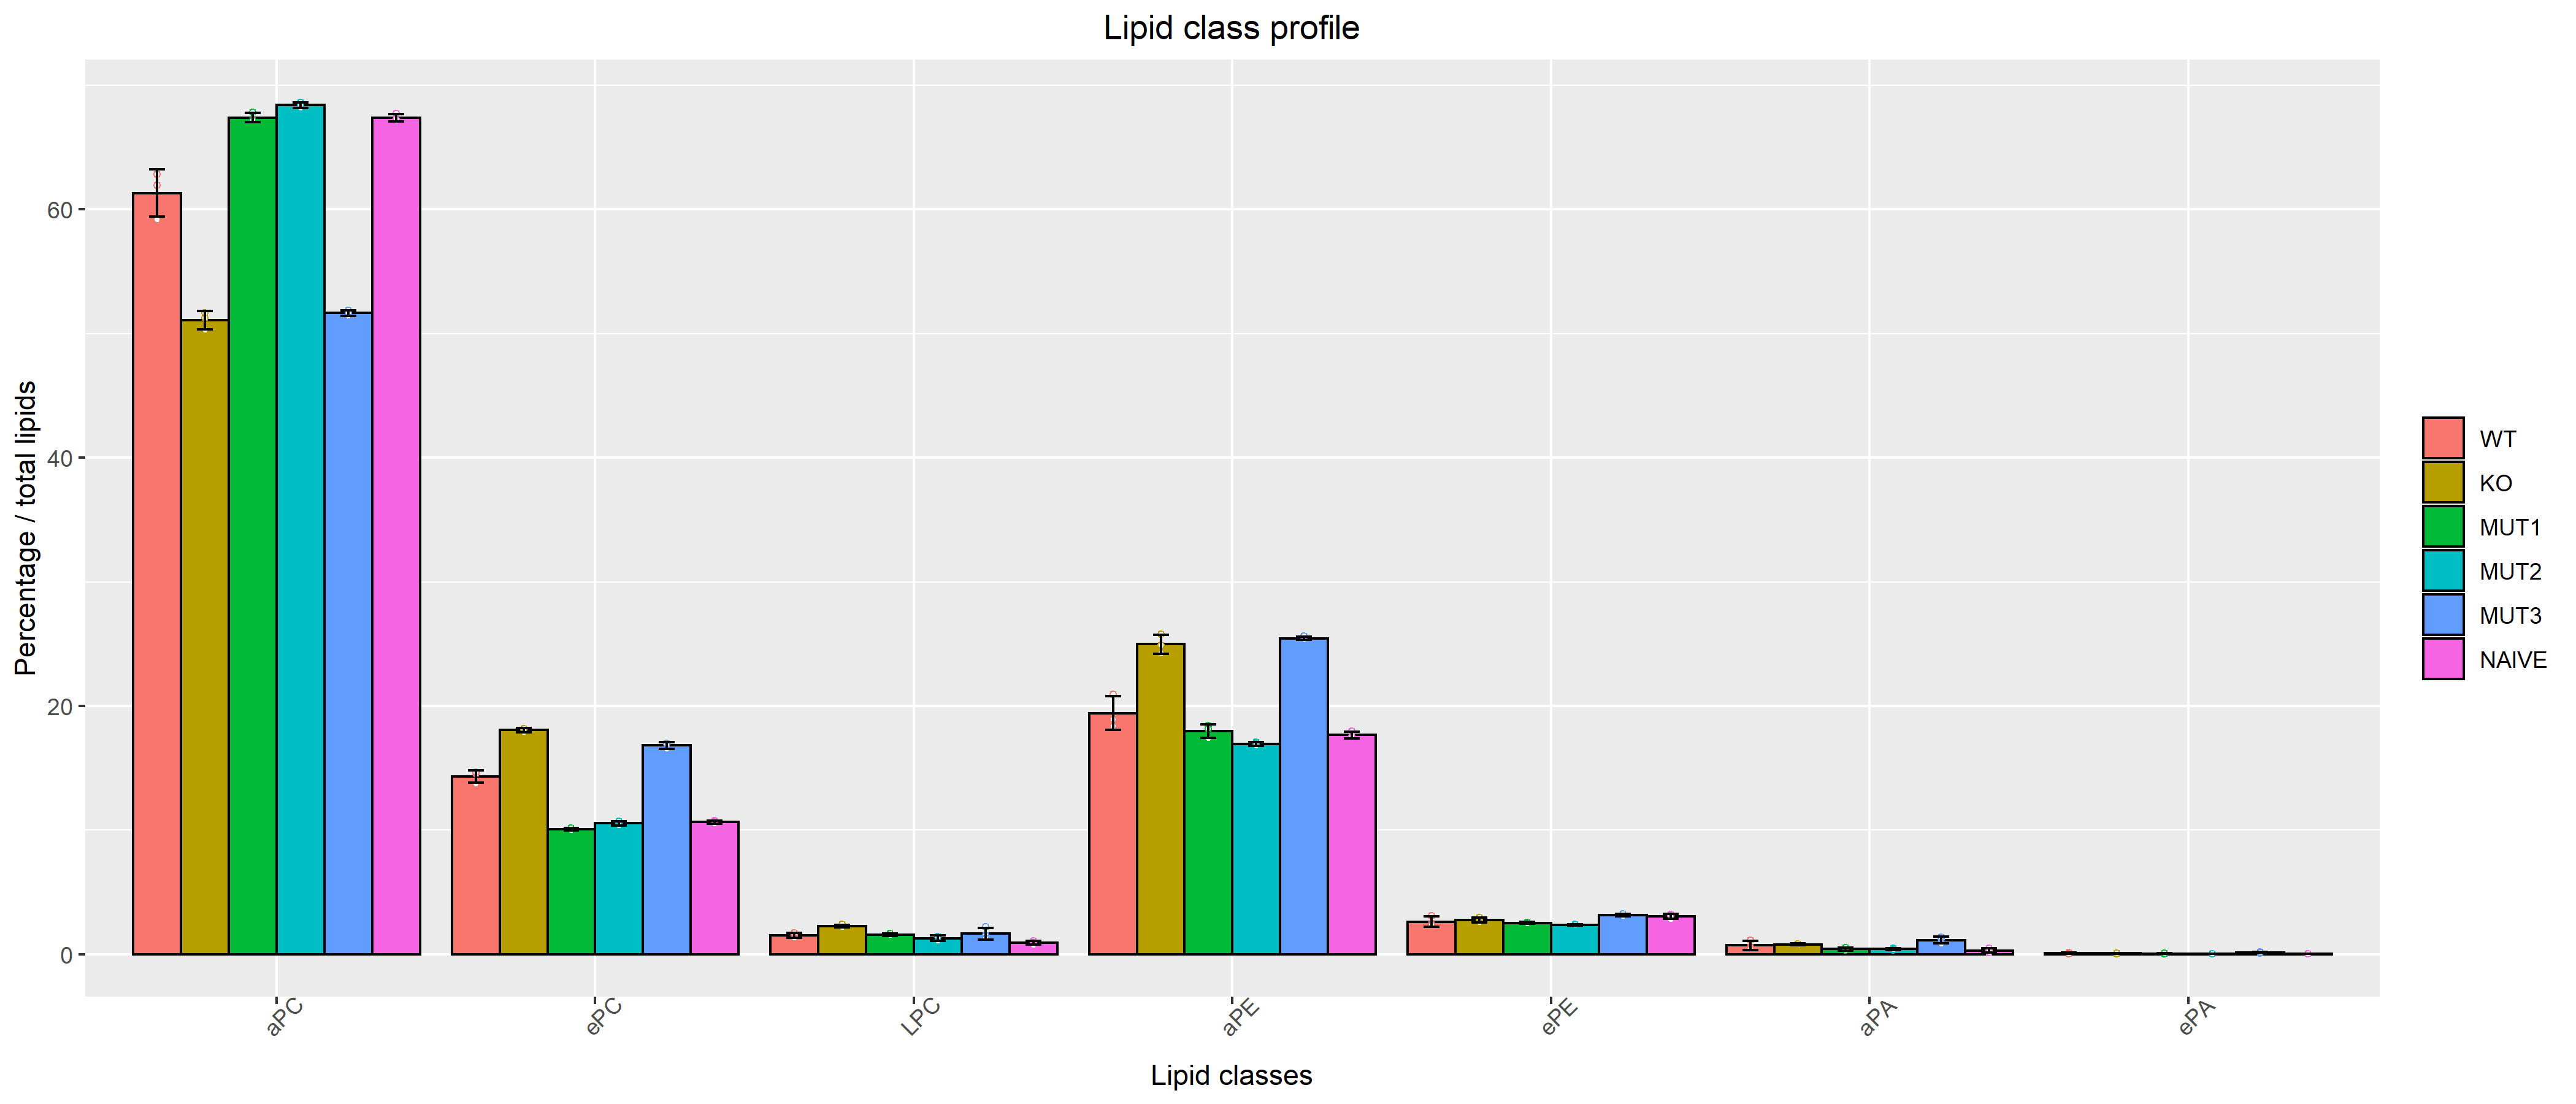 Lipid class profile
Percentage / total lipids
60
40
20
0
aPC
ePC
LPC
aPE
ePE
aPA
ePA
Lipid classes
WT
KO
MUT1
MUT2
MUT3
NAIVE